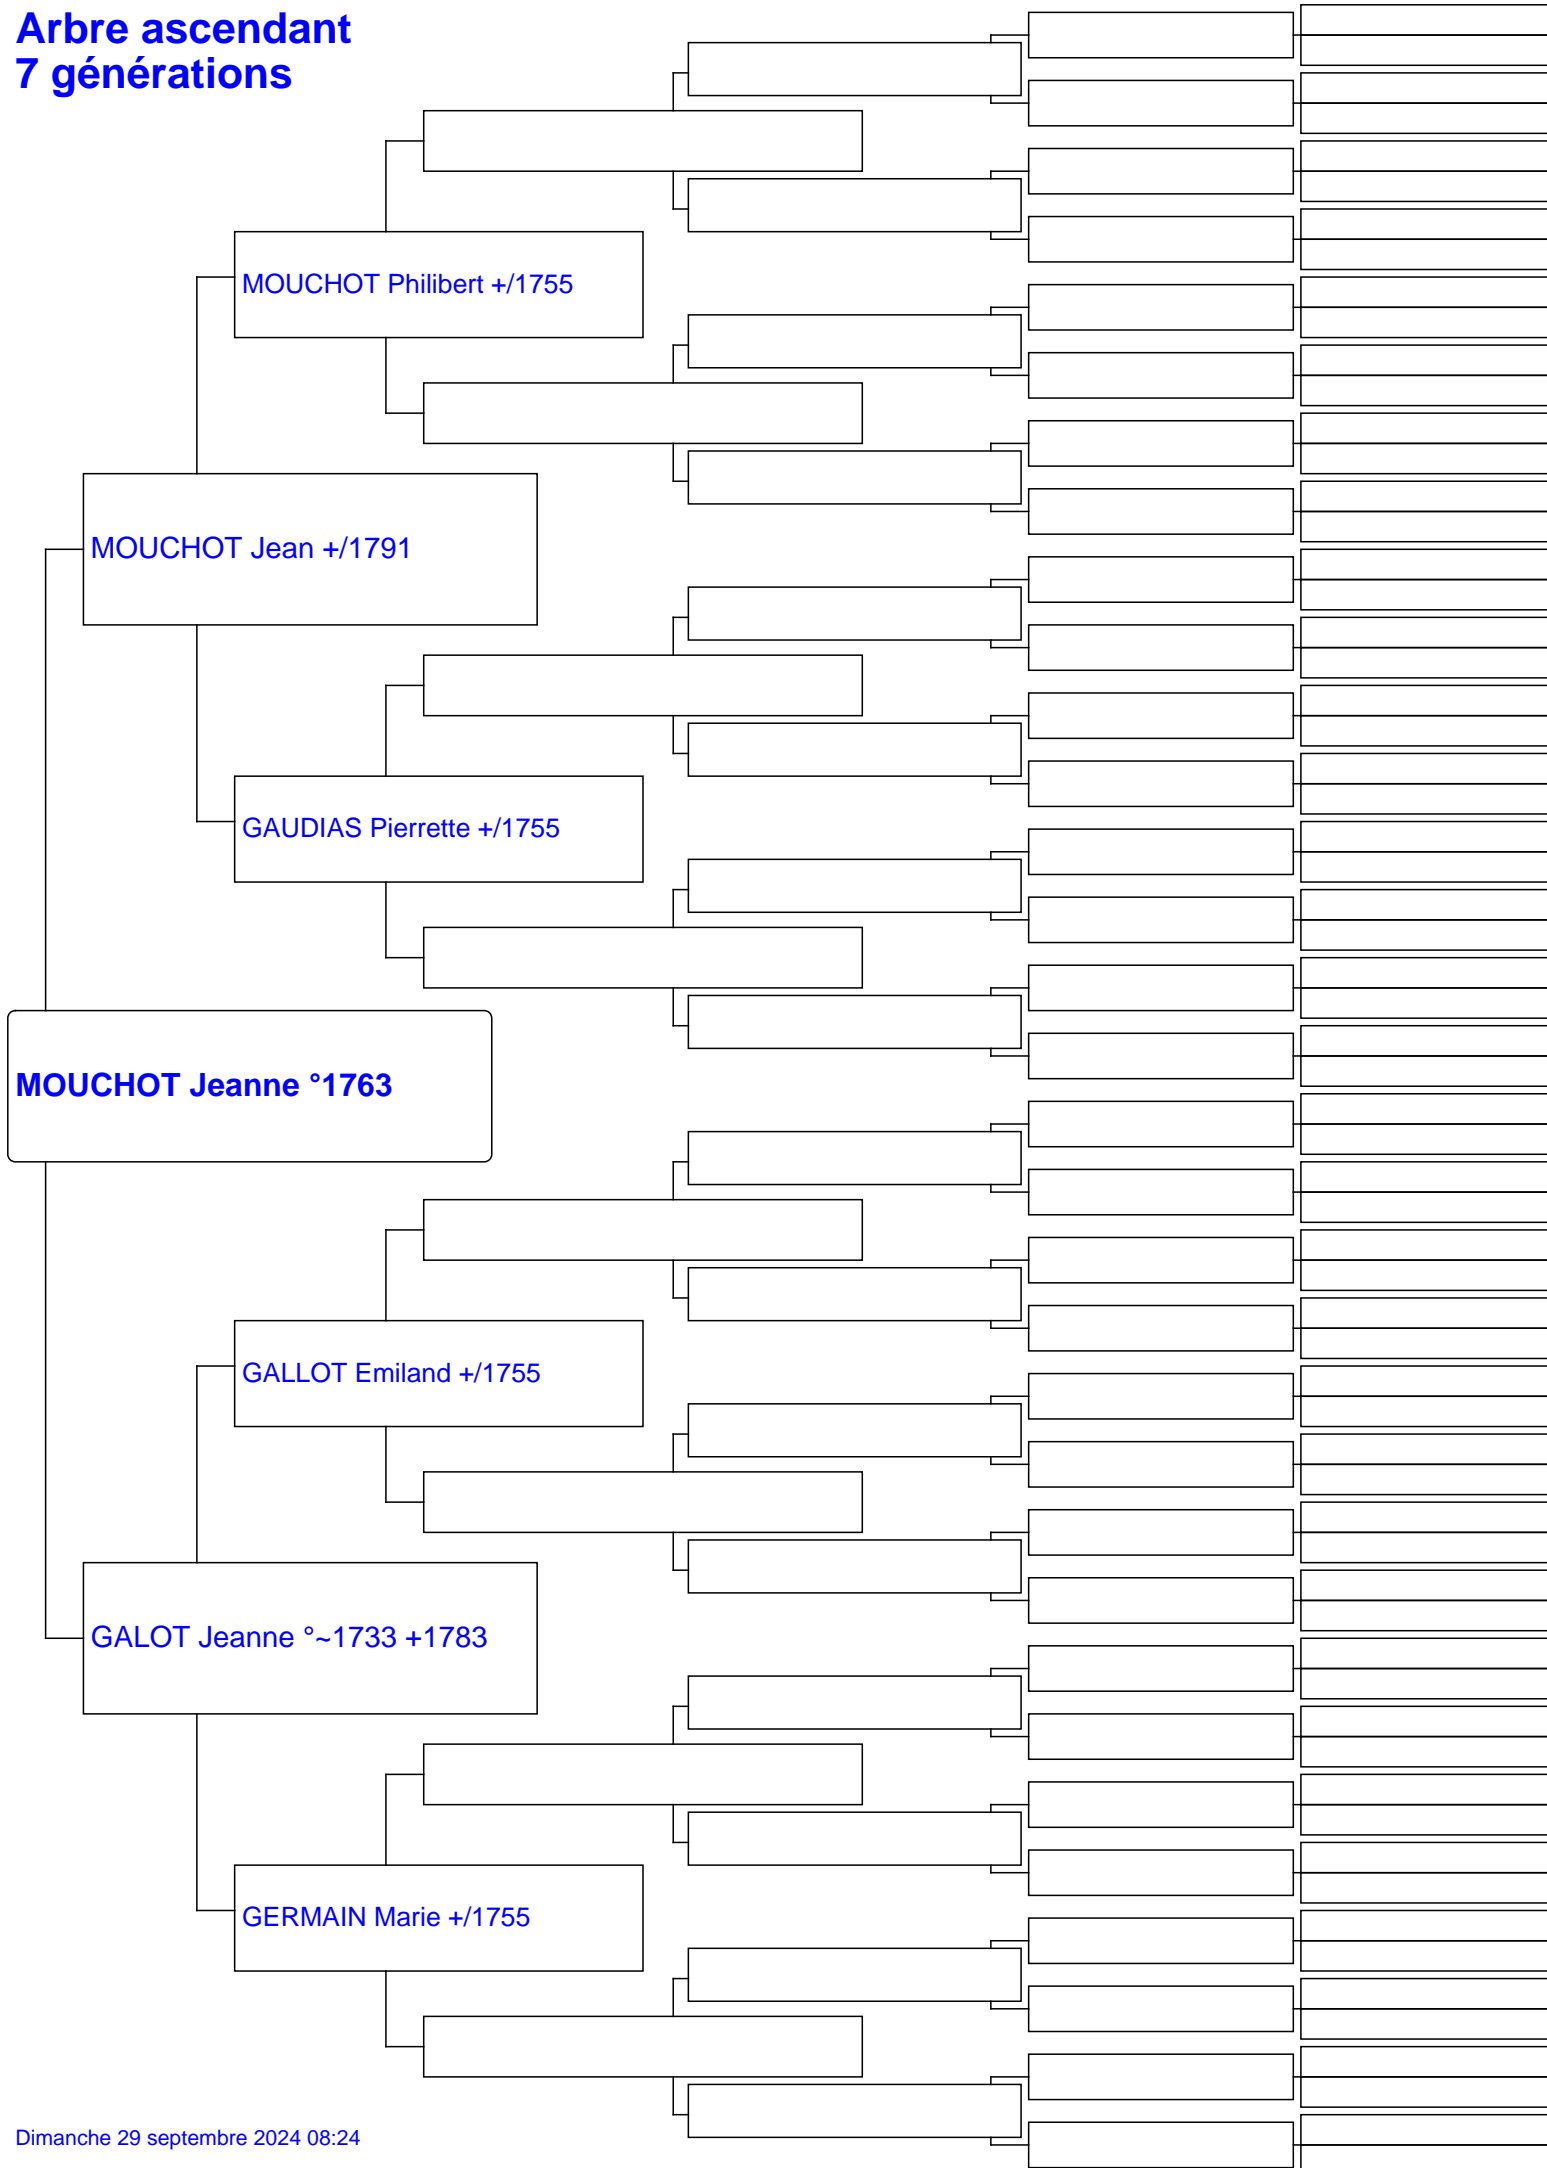 Arbre ascendant
7 générations
MOUCHOT Philibert +/1755
MOUCHOT Jean +/1791
GAUDIAS Pierrette +/1755
MOUCHOT Jeanne °1763
GALLOT Emiland +/1755
GALOT Jeanne °~1733 +1783
GERMAIN Marie +/1755
Dimanche 29 septembre 2024 08:24